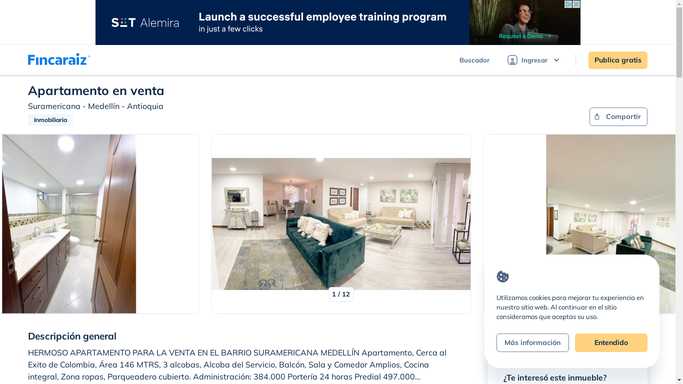 SHT Alemira
Launch a successful employee training program
in just a few clicks
Request a Demo >
Fincaraiz
Buscador
Ingresar
Publica gratis
Apartamento en venta
Suramericana - Medellín - Antioquia
Inmobiliaria
Compartir
1 / 12
Utilizamos cookies para mejorar tu experiencia en
nuestro sitio web. Al continuar en el sitio
consideramos que aceptas su uso.
Más información
Entendido
Descripción general
HERMOSO APARTAMENTO PARA LA VENTA EN EL BARRIO SURAMERICANA MEDELLÍN Apartamento, Cerca al
Exito de Colombia, Área 146 MTRS, 3 alcobas, Alcoba del Servicio, Balcón, Sala y Comedor Amplios, Cocina
integral, Zona ropas, Parqueadero cubierto. Administración: 384.000 Portería 24 horas Predial 497.000...
¿Te interesó este inmueble?